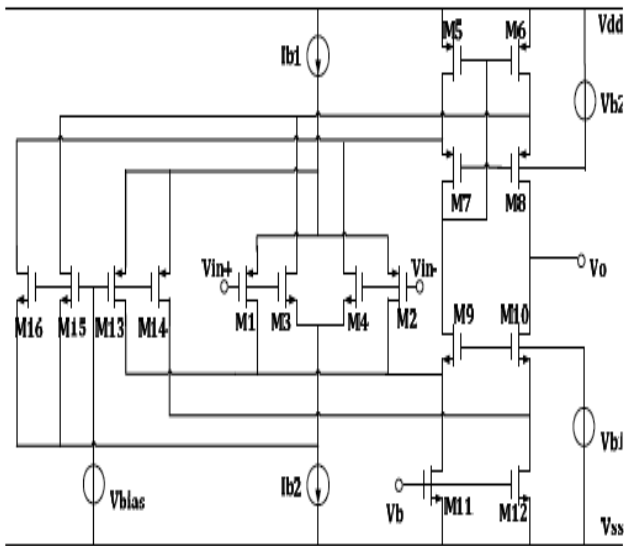 M5 M6 Vdd
Ib1
Vb2
M7 M8
Vin+ Vin- Vo
M16 M15 M13 M14 M1 M3 M4 M2
M9 M10
Vbias Ib2 Vb M11 M12
Vb1
Vss